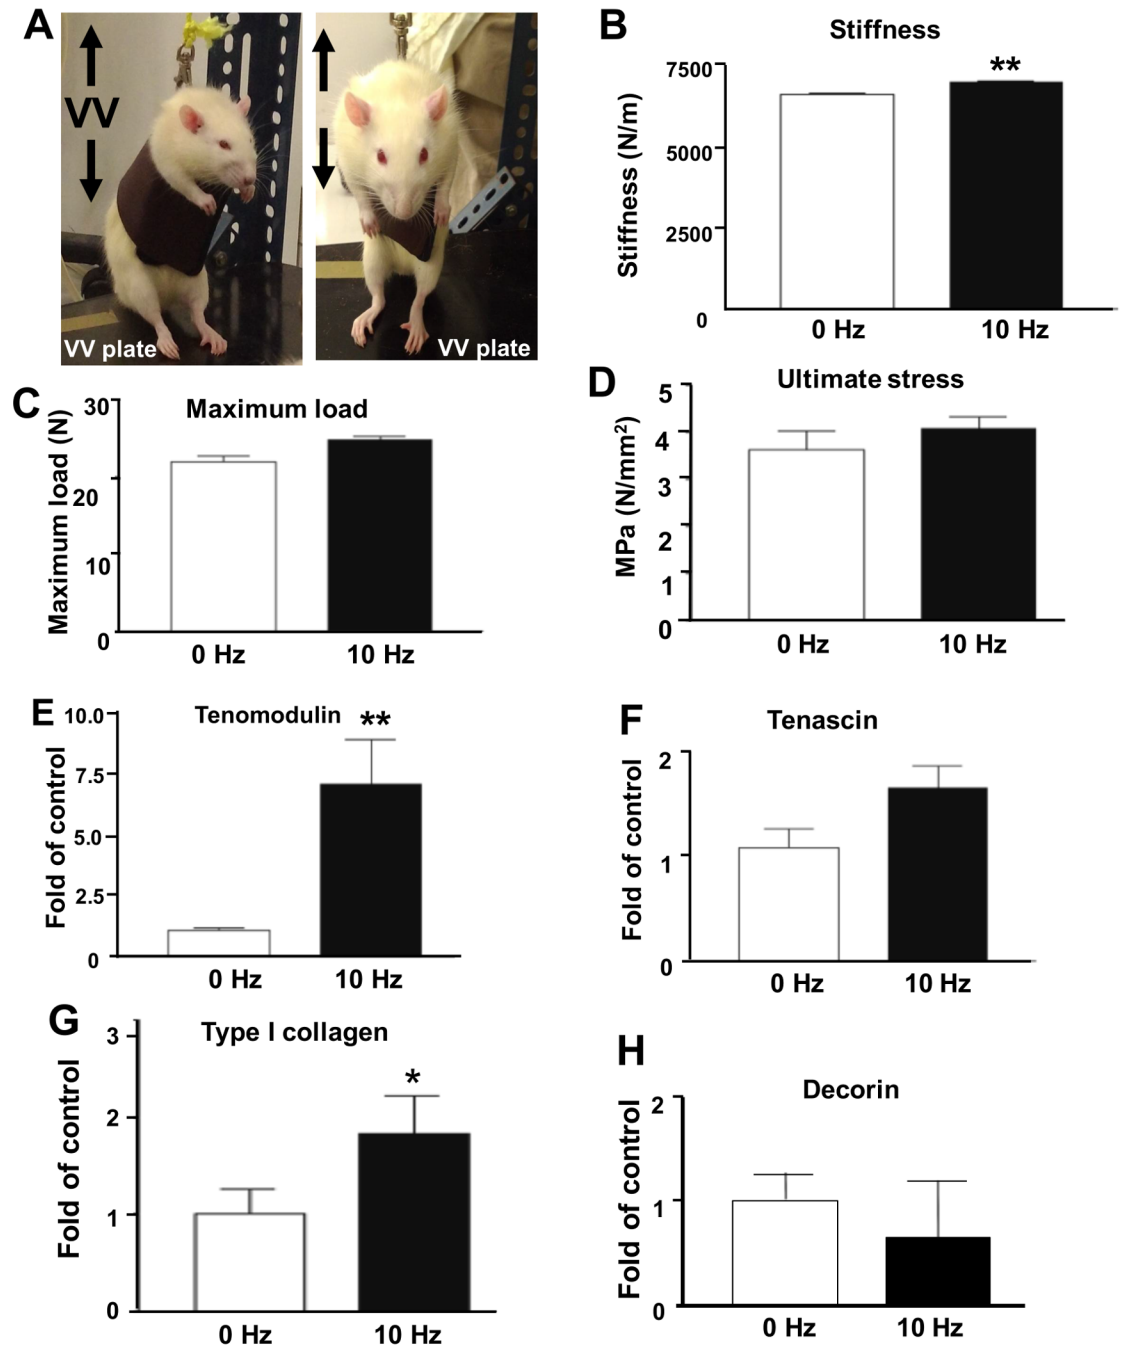 A
VV
VV plate
VV plate
B
Stiffness
**
Stiffness (N/m)
7500
5000
2500
0
0 Hz
10 Hz
C
Maximum load
Maximum load (N)
30
20
10
0
0 Hz
10 Hz
D
Ultimate stress
MPa (N/mm²)
5
4
3
2
1
0
0 Hz
10 Hz
E
Tenomodulin
**
Fold of control
10.0
7.5
5.0
2.5
0
0 Hz
10 Hz
F
Tenascin
Fold of control
2
1
0
0 Hz
10 Hz
G
Type I collagen
*
Fold of control
3
2
1
0
0 Hz
10 Hz
H
Decorin
Fold of control
2
1
0
0 Hz
10 Hz